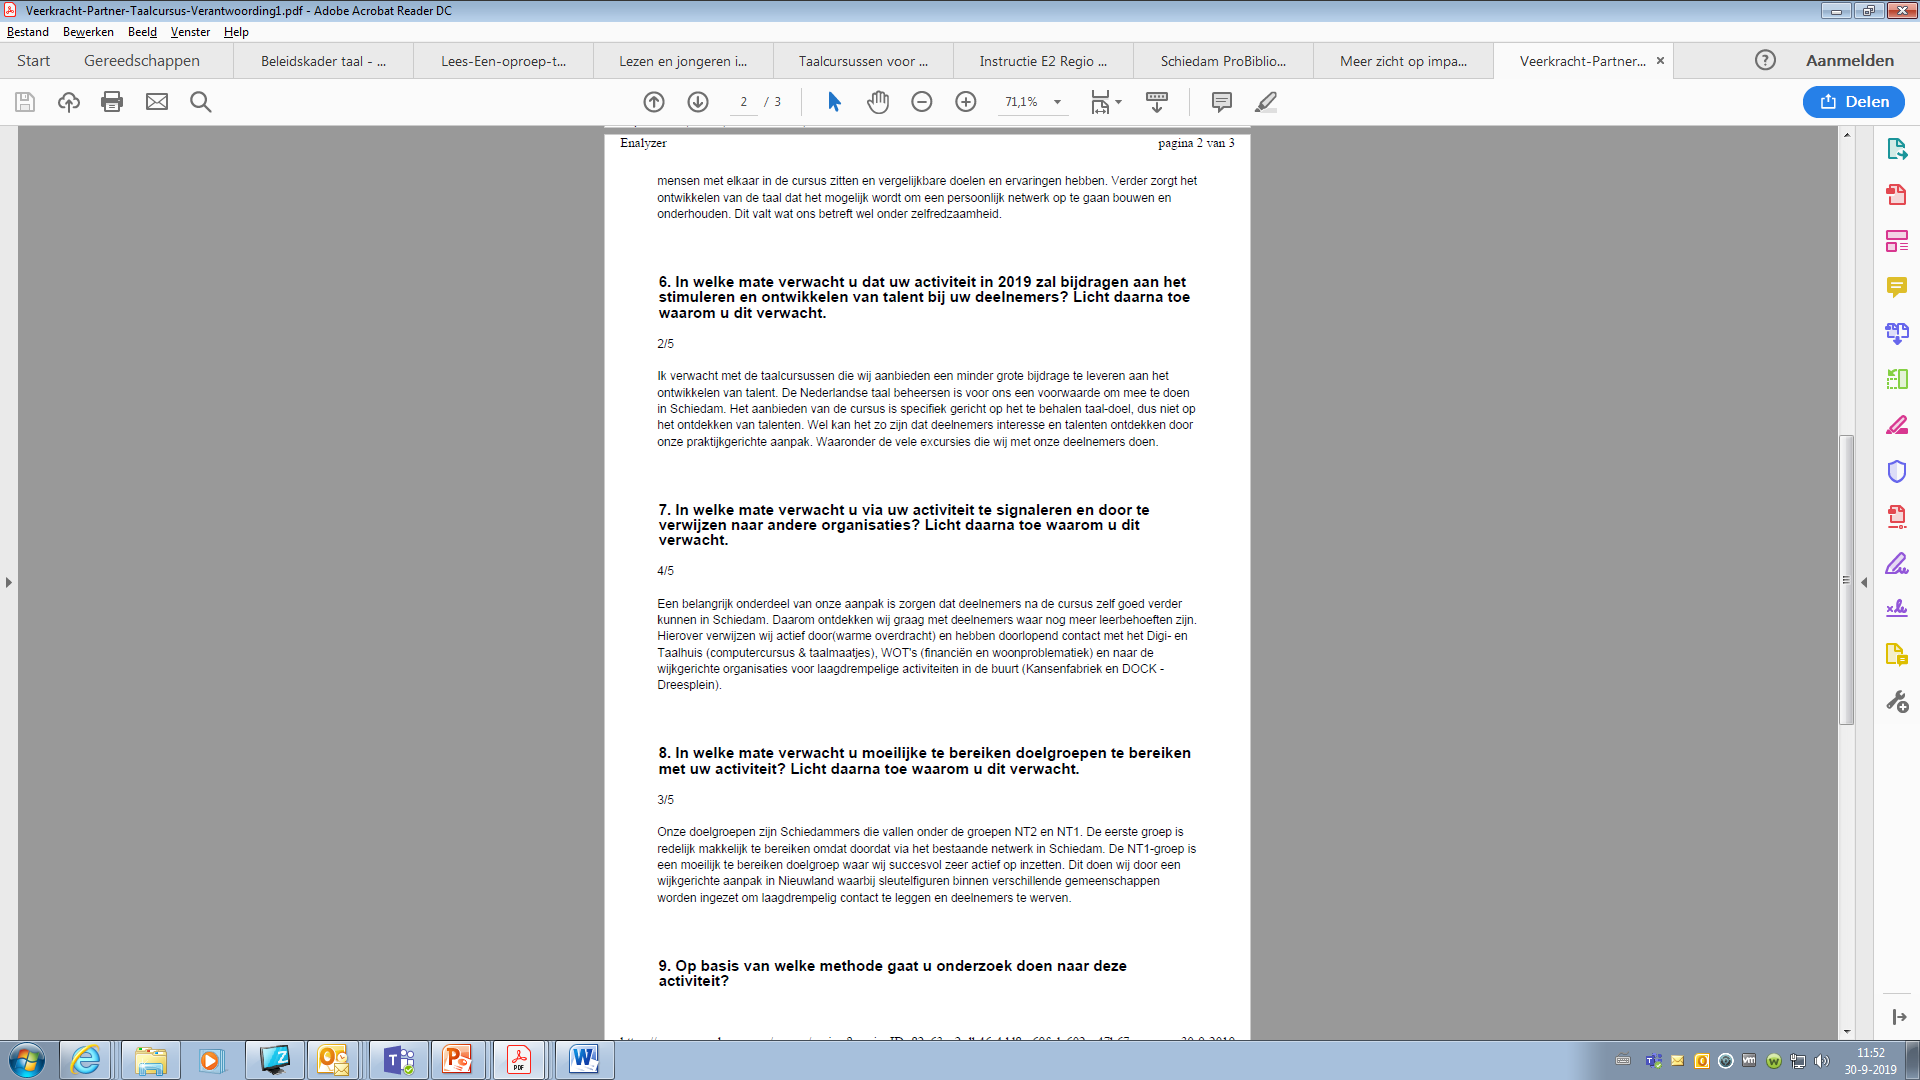 Veerkracht-Partner-Taalcursus-Verantwoording1.pdf - Adobe Acrobat Reader DC
Bestand Bewerken Beeld Venster Help
Start Gereedschappen Beleidskader taal - ... Lees-Een-oproep-t... Lezen en jongeren i... Taalcursussen voor ... Instructie E2 Regio ... Schiedam ProBiblio... Meer zicht op impa... Veerkracht-Partner... Aanmelden
2 / 3 71,1% Delen
Enalyzer pagina 2 van 3
mensen met elkaar in de cursus zitten en vergelijkbare doelen en ervaringen hebben. Verder zorgt het
ontwikkelen van de taal dat het mogelijk wordt om een persoonlijk netwerk op te gaan bouwen en
onderhouden. Dit valt wat ons betreft wel onder zelfredzaamheid.
6. In welke mate verwacht u dat uw activiteit in 2019 zal bijdragen aan het
stimuleren en ontwikkelen van talent bij uw deelnemers? Licht daarna toe
waarom u dit verwacht.
2/5
Ik verwacht met de taalcursussen die wij aanbieden een minder grote bijdrage te leveren aan het
ontwikkelen van talent. De Nederlandse taal beheersen is voor ons een voorwaarde om mee te doen
in Schiedam. Het aanbieden van de cursus is specifiek gericht op het te behalen taal-doel, dus niet op
het ontdekken van talenten. Wel kan het zo zijn dat deelnemers interesse en talenten ontdekken door
onze praktijkgerichte aanpak. Waaronder de vele excursies die wij met onze deelnemers doen.
7. In welke mate verwacht u via uw activiteit te signaleren en door te
verwijzen naar andere organisaties? Licht daarna toe waarom u dit
verwacht.
4/5
Een belangrijk onderdeel van onze aanpak is zorgen dat deelnemers na de cursus zelf goed verder
kunnen in Schiedam. Daarom ontdekken wij graag met deelnemers waar nog meer leerbehoeften zijn.
Hierover verwijzen wij actief door(warme overdracht) en hebben doorlopend contact met het Digi- en
Taalhuis (computercursus & taalmaatjes), WOT's (financiën en woonproblematiek) en naar de
wijkgerichte organisaties voor laagdrempelige activiteiten in de buurt (Kansenfabriek en DOCK -
Dreesplein).
8. In welke mate verwacht u moeilijke te bereiken doelgroepen te bereiken
met uw activiteit? Licht daarna toe waarom u dit verwacht.
3/5
Onze doelgroepen zijn Schiedammers die vallen onder de groepen NT2 en NT1. De eerste groep is
redelijk makkelijk te bereiken omdat doordat via het bestaande netwerk in Schiedam. De NT1-groep is
een moeilijk te bereiken doelgroep waar wij succesvol zeer actief op inzetten. Dit doen wij door een
wijkgerichte aanpak in Nieuwland waarbij sleutelfiguren binnen verschillende gemeenschappen
worden ingezet om laagdrempelig contact te leggen en deelnemers te werven.
9. Op basis van welke methode gaat u onderzoek doen naar deze
activiteit?
11:52
30-9-2019